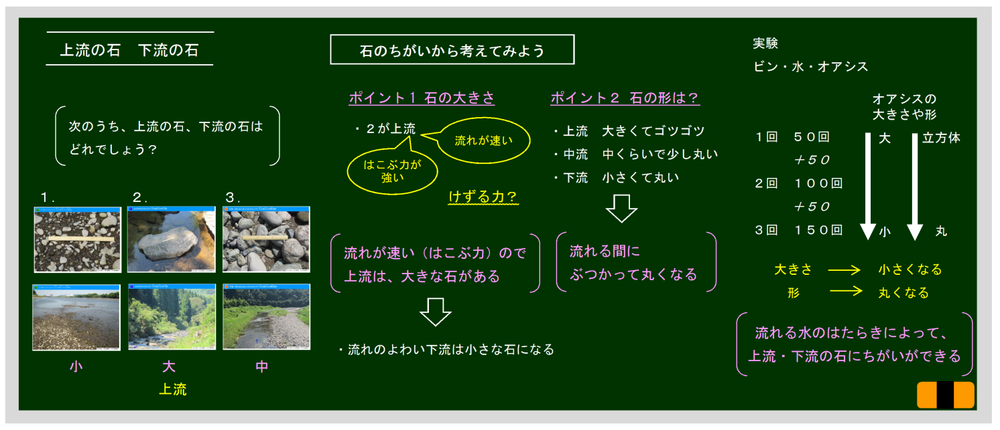 上流の石　下流の石
次のうち、上流の石、下流の石は
どれでしょう？
１．　２．　３．
小　大　中
上流
石のちがいから考えてみよう
ポイント１ 石の大きさ
・２が上流
流れが速い
はこぶ力が
強い
けずる力？
流れが速い（はこぶ力）ので
上流は、大きな石がある
・流れのよわい下流は小さな石になる
ポイント２ 石の形は？
・上流　大きくてゴツゴツ
・中流　中くらいで少し丸い
・下流　小さくて丸い
流れる間に
ぶつかって丸くなる
実験
ビン・水・オアシス
オアシスの
大きさや形
１回　５０回　大　立方体
＋５０
２回　１００回
＋５０
３回　１５０回　小　丸
大きさ　→　小さくなる
形　→　丸くなる
流れる水のはたらきによって、
上流・下流の石にちがいができる